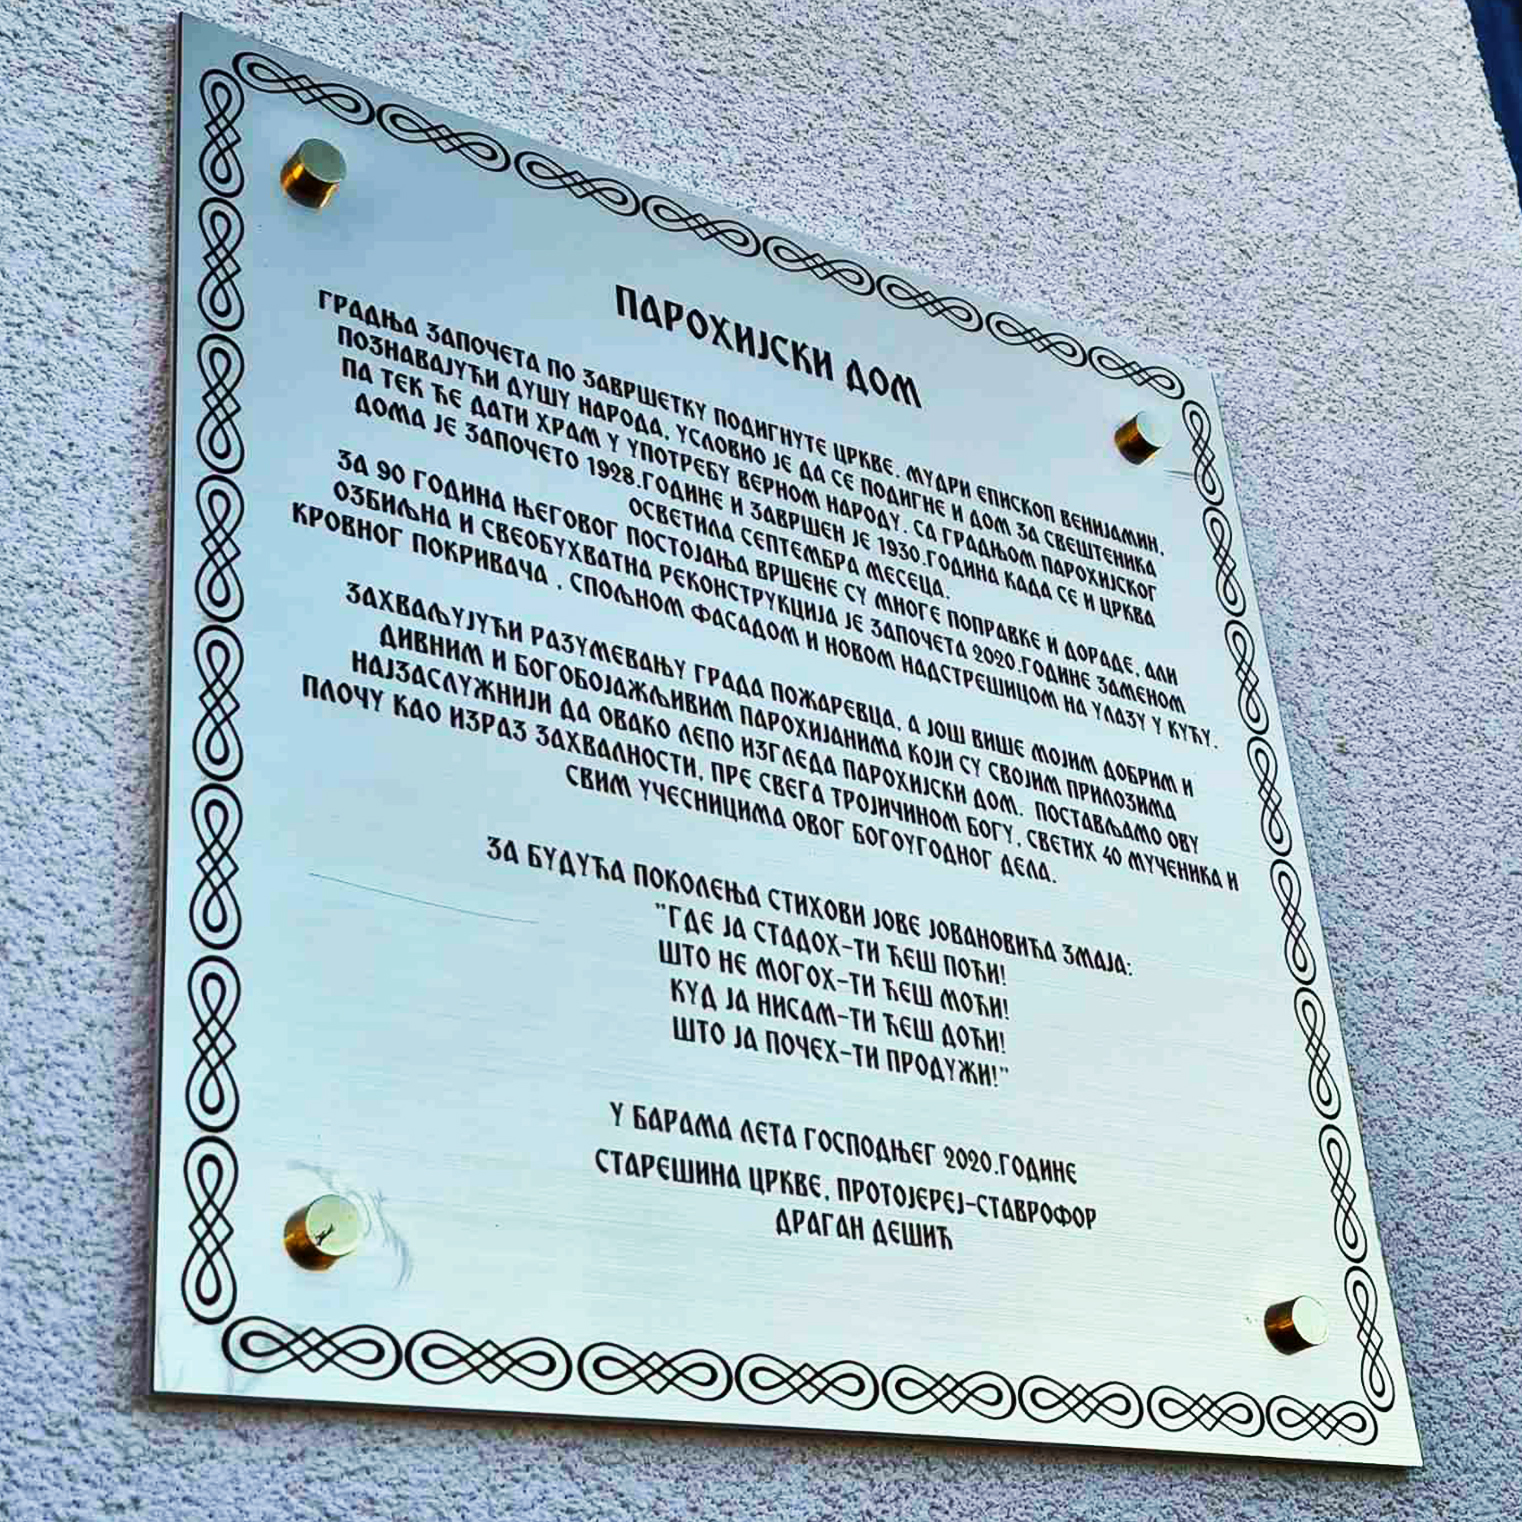 ПАРОХИЈСКИ ДОМ
ГРАДЊА ЗАПОЧЕТА ПО ЗАВРШЕТКУ ПОДИГНУТЕ ЦРКВЕ. МУДРИ ЕПИСКОП ВЕНИЈАМИН,
ПОЗНАВАЈУЋИ ДУШУ НАРОДА, УСЛОВИО ЈЕ ДА СЕ ПОДИГНЕ И ДОМ ЗА СВЕШТЕНИКА
ПА ТЕК ЋЕ ДАТИ ХРАМ У УПОТРЕБУ ВЕРНОМ НАРОДУ. СА ГРАДЊОМ ПАРОХИЈСКОГ
ДОМА ЈЕ ЗАПОЧЕТО 1928.ГОДИНЕ И ЗАВРШЕН ЈЕ 1930.ГОДИНА КАДА СЕ И ЦРКВА
ОСВЕТИЛА СЕПТЕМБРА МЕСЕЦА.
ЗА 90 ГОДИНА ЊЕГОВОГ ПОСТОЈАЊА ВРШЕНЕ СУ МНОГЕ ПОПРАВКЕ И ДОРАДЕ, АЛИ
ОЗБИЉНА И СВЕОБУХВАТНА РЕКОНСТРУКЦИЈА ЈЕ ЗАПОЧЕТА 2020.ГОДИНЕ ЗАМЕНОМ
КРОВНОГ ПОКРИВАЧА , СПОЉНОМ ФАСАДОМ И НОВОМ НАДСТРЕШИЦОМ НА УЛАЗУ У КУЋУ.
ЗАХВАЉУЈУЋИ РАЗУМЕВАЊУ ГРАДА ПОЖАРЕВЦА, А ЈОШ ВИШЕ МОЈИМ ДОБРИМ И
ДИВНИМ И БОГОБОЈАЖЉИВИМ ПАРОХИЈАНИМА КОЈИ СУ СВОЈИМ ПРИЛОЗИМА
НАЈЗАСЛУЖНИЈИ ДА ОВАКО ЛЕПО ИЗГЛЕДА ПАРОХИЈСКИ ДОМ. ПОСТАВЉАМО ОВУ
ПЛОЧУ КАО ИЗРАЗ ЗАХВАЛНОСТИ, ПРЕ СВЕГА ТРОЈИЧИНОМ БОГУ, СВЕТИХ 40 МУЧЕНИКА И
СВИМ УЧЕСНИЦИМА ОВОГ БОГОУГОДНОГ ДЕЛА.
ЗА БУДУЋА ПОКОЛЕЊА СТИХОВИ ЈОВЕ ЈОВАНОВИЋА ЗМАЈА:
"ГДЕ ЈА СТАДОХ-ТИ ЋЕШ ПОЋИ!
ШТО НЕ МОГОХ-ТИ ЋЕШ МОЋИ!
КУД ЈА НИСАМ-ТИ ЋЕШ ДОЋИ!
ШТО ЈА ПОЧЕХ-ТИ ПРОДУЖИ!"
У БАРАМА ЛЕТА ГОСПОДЊЕГ 2020.ГОДИНЕ
СТАРЕШИНА ЦРКВЕ, ПРОТОЈЕРЕЈ-СТАВРОФОР
ДРАГАН ДЕШИЋ